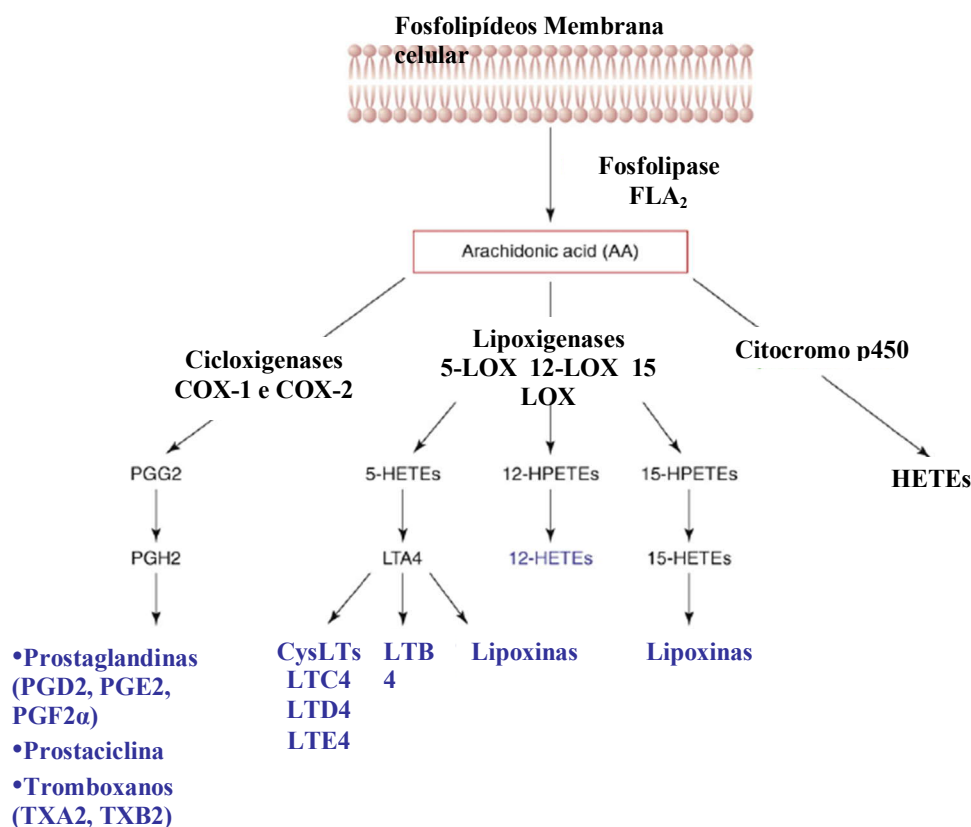 Fosfolipídeos Membrana
celular
Fosfolipase
FLA₂
Arachidonic acid (AA)
Cicloxigenases
COX-1 e COX-2
Lipoxigenases
5-LOX 12-LOX 15
LOX
Citocromo p450
PGG2
5-HETEs
12-HPETEs
15-HPETEs
HETEs
PGH2
LTA4
12-HETEs
15-HETEs
•Prostaglandinas
(PGD2, PGE2,
PGF2α)
•Prostaciclina
•Tromboxanos
(TXA2, TXB2)
CysLTs
LTC4
LTD4
LTE4
LTB
4
Lipoxinas
Lipoxinas